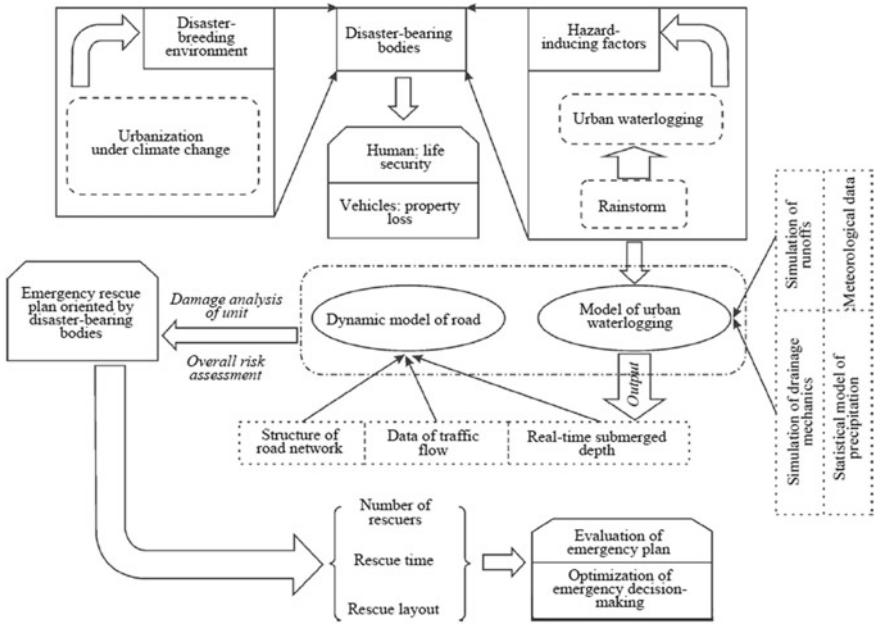 Disaster-
breeding
environment
Disaster-bearing
bodies
Hazard-
inducing
factors
Urbanization
under climate change
Human: life
security
Vehicles: property
loss
Urban waterlogging
Rainstorm
Simulation of
runoffs
Meteorological data
Simulation of drainage
mechanics
Statistical model of
precipitation
Emergency rescue
plan oriented by
disaster-bearing
bodies
Damage analysis
of unit
Overall risk
assessment
Dynamic model of road
Model of urban
waterlogging
Output
Structure of
road network
Data of traffic
flow
Real-time submerged
depth
Number of
rescuers
Rescue time
Rescue layout
Evaluation of
emergency plan
Optimization of
emergency decision-
making